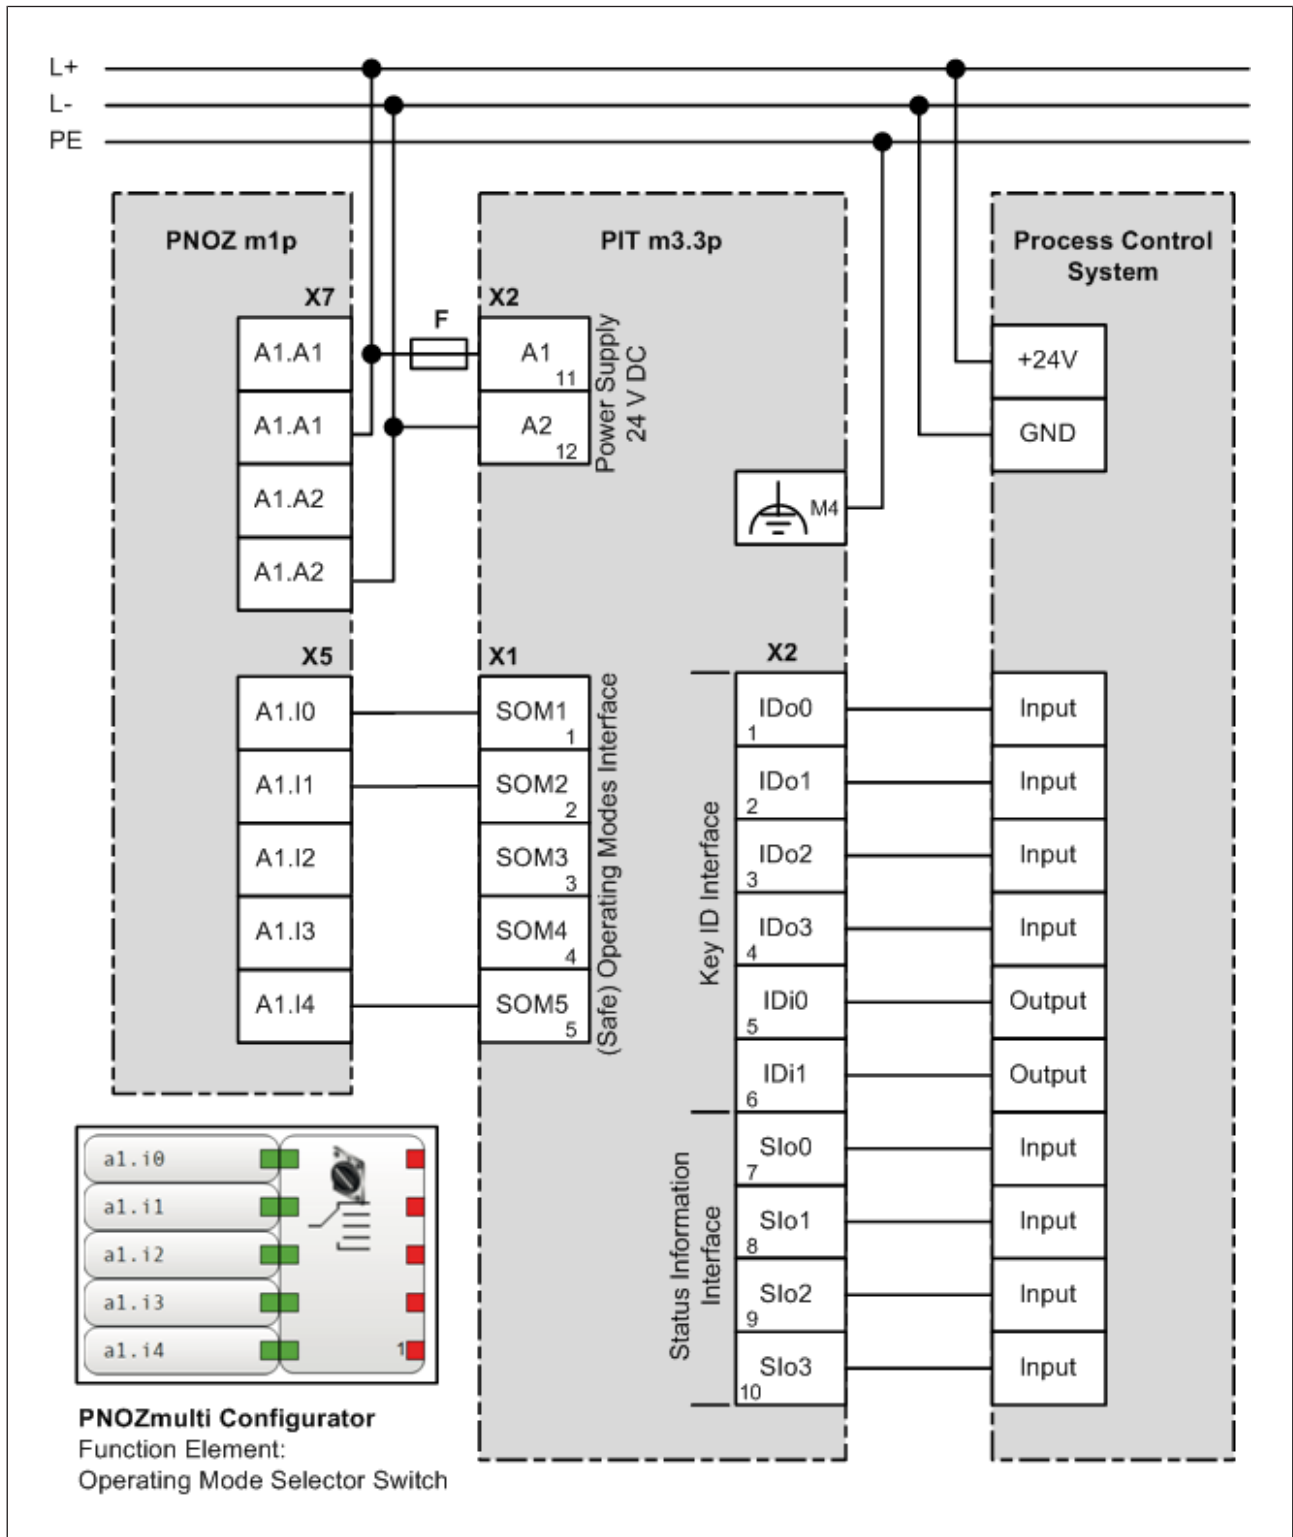 L+
L-
PE
PNOZ m1p
X7
A1.A1
A1.A1
A1.A2
A1.A2
X5
A1.I0
A1.I1
A1.I2
A1.I3
A1.I4
F
PIT m3.3p
X2
A1
11
A2
12
Power Supply
24 V DC
M4
X1
SOM1
1
SOM2
2
SOM3
3
SOM4
4
SOM5
5
(Safe) Operating Modes Interface
X2
Key ID Interface
IDo0
1
IDo1
2
IDo2
3
IDo3
4
IDi0
5
IDi1
6
Status Information
Interface
SIo0
7
SIo1
8
SIo2
9
SIo3
10
Process Control
System
+24V
GND
Input
Input
Input
Input
Output
Output
Input
Input
Input
Input
a1.i0
a1.i1
a1.i2
a1.i3
a1.i4
1
PNOZmulti Configurator
Function Element:
Operating Mode Selector Switch